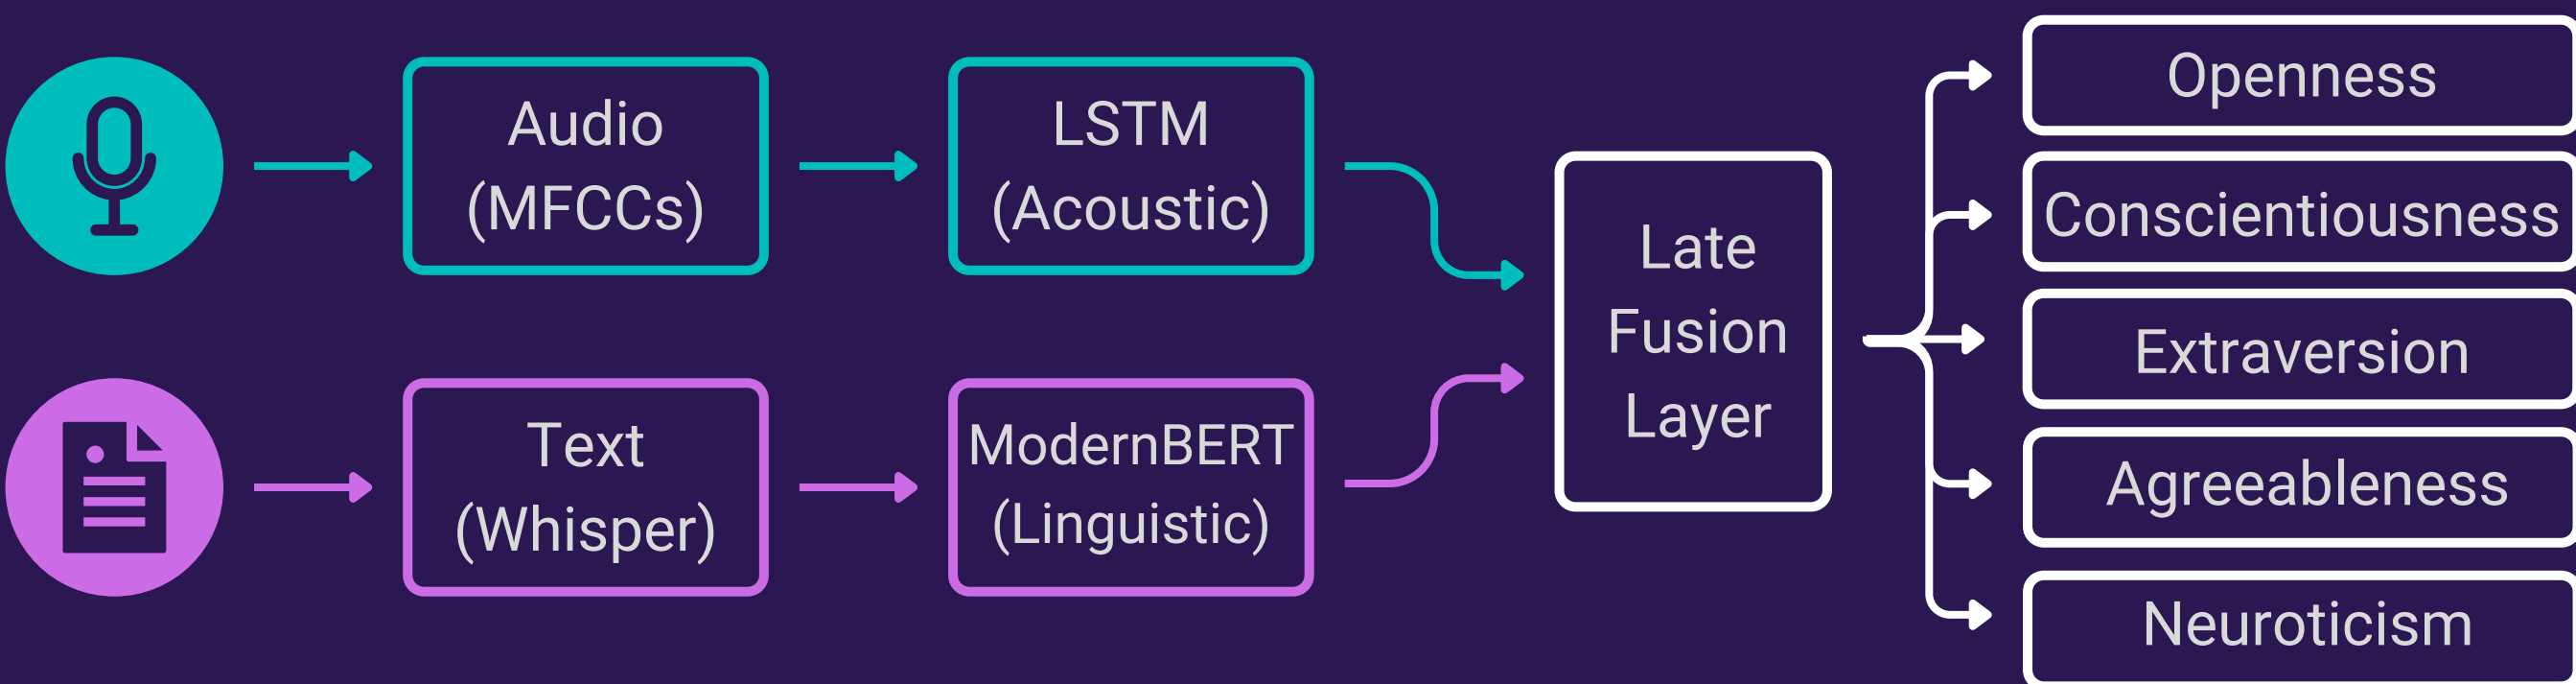 Audio
(MFCCs)
LSTM
(Acoustic)
Text
(Whisper)
ModernBERT
(Linguistic)
Late
Fusion
Layer
Openness
Conscientiousness
Extraversion
Agreeableness
Neuroticism